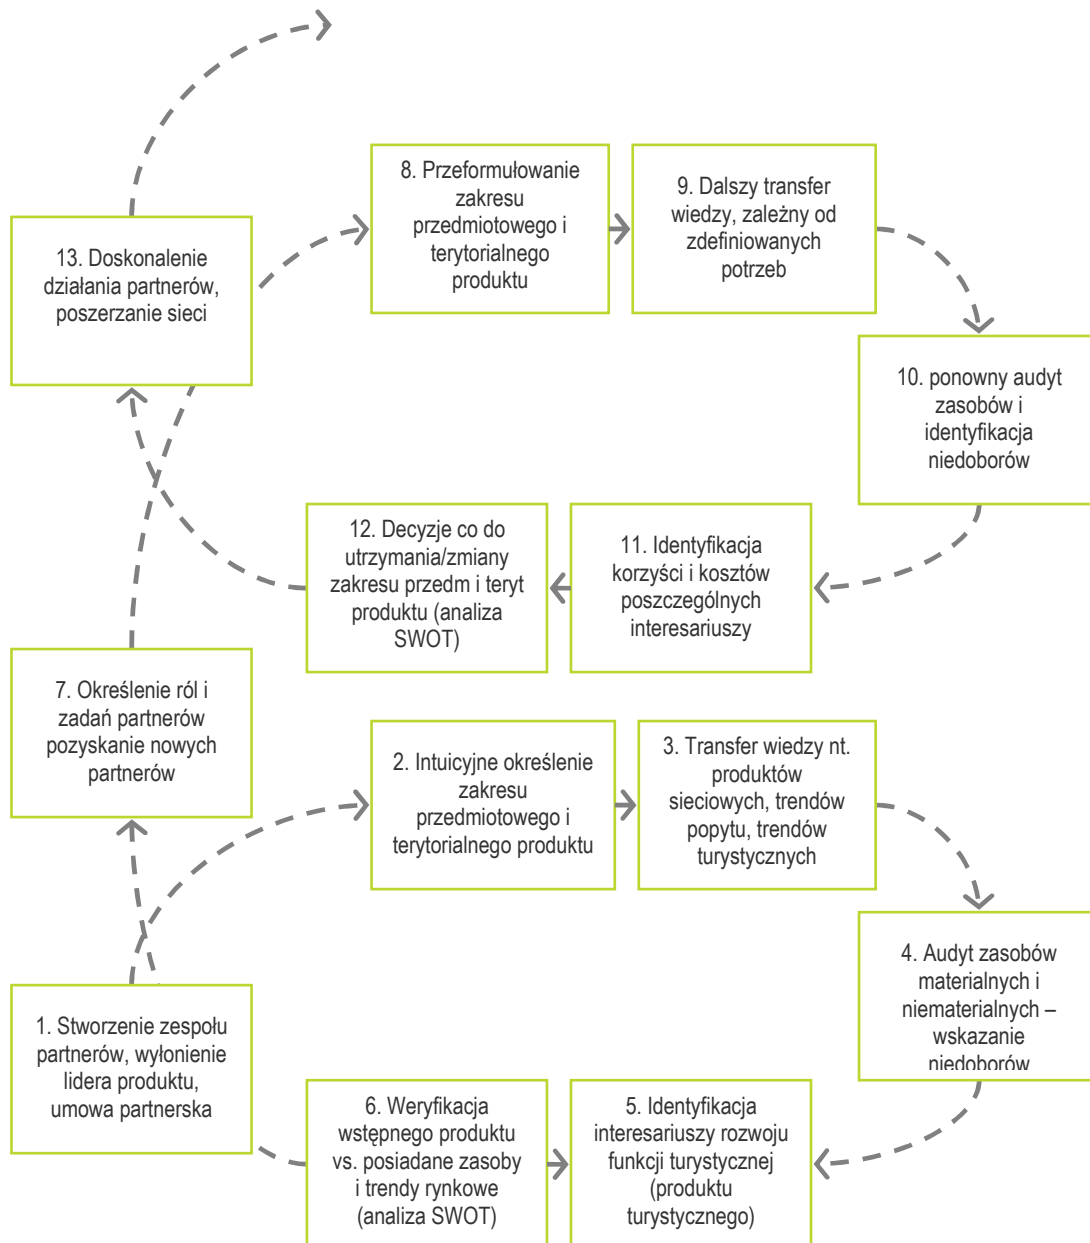 8. Przeformułowanie
zakresu
przedmiotowego i
terytorialnego
produktu
9. Dalszy transfer
wiedzy, zależny od
zdefiniowanych
potrzeb
13. Doskonalenie
działania partnerów,
poszerzanie sieci
10. ponowny audyt
zasobów i
identyfikacja
niedoborów
12. Decyzje co do
utrzymania/zmiany
zakresu przedm i teryt
produktu (analiza
SWOT)
11. Identyfikacja
korzyści i kosztów
poszczególnych
interesariuszy
7. Określenie ról i
zadań partnerów
pozyskanie nowych
partnerów
2. Intuicyjne określenie
zakresu
przedmiotowego i
terytorialnego produktu
3. Transfer wiedzy nt.
produktów
sieciowych, trendów
popytu, trendów
turystycznych
4. Audyt zasobów
materialnych i
niematerialnych –
wskazanie
niedoborów
1. Stworzenie zespołu
partnerów, wyłonienie
lidera produktu,
umowa partnerska
6. Weryfikacja
wstępnego produktu
vs. posiadane zasoby
i trendy rynkowe
(analiza SWOT)
5. Identyfikacja
interesariuszy rozwoju
funkcji turystycznej
(produktu
turystycznego)